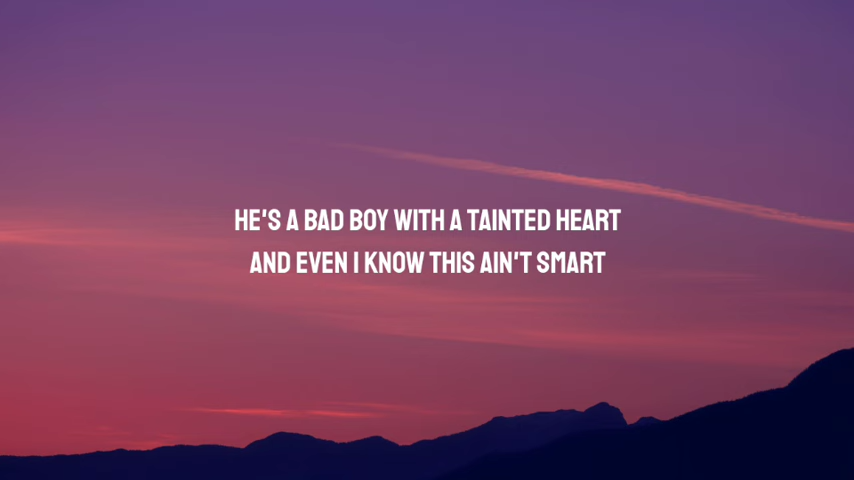 HE'S A BAD BOY WITH A TAINTED HEART
AND EVEN I KNOW THIS AIN'T SMART